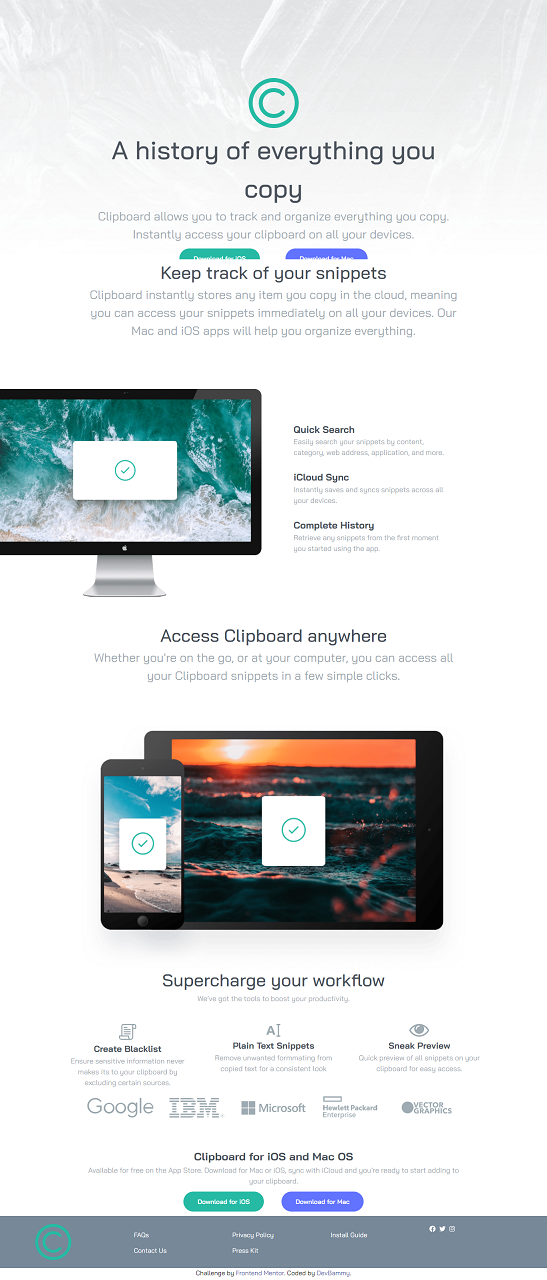 A history of everything you
copy
Clipboard allows you to track and organize everything you copy.
Instantly access your clipboard on all your devices.
Download for iOS
Download for Mac
Keep track of your snippets
Clipboard instantly stores any item you copy in the cloud, meaning
you can access your snippets immediately on all your devices. Our
Mac and iOS apps will help you organize everything.
Quick Search
Easily search your snippets by content,
category, web address, application, and more.
iCloud Sync
Instantly saves and syncs snippets across all
your devices.
Complete History
Retrieve any snippets from the first moment
you started using the app.
Access Clipboard anywhere
Whether you're on the go, or at your computer, you can access all
your Clipboard snippets in a few simple clicks.
Supercharge your workflow
We've got the tools to boost your productivity.
Create Blacklist
Ensure sensitive information never
makes its to your clipboard by
excluding certain sources.
Plain Text Snippets
Remove unwanted formmating from
copied text for a consistent look
Sneak Preview
Quick preview of all snippets on your
clipboard for easy access.
Google
IBM
Microsoft
Hewlett Packard
Enterprise
VECTOR
GRAPHICS
Clipboard for iOS and Mac OS
Available for free on the App Store. Download for Mac or iOS, sync with iCloud and you're ready to start adding to
your clipboard.
Download for iOS
Download for Mac
FAQs
Privacy Policy
Install Guide
Contact Us
Press Kit
Challenge by Frontend Mentor. Coded by DevBammy.